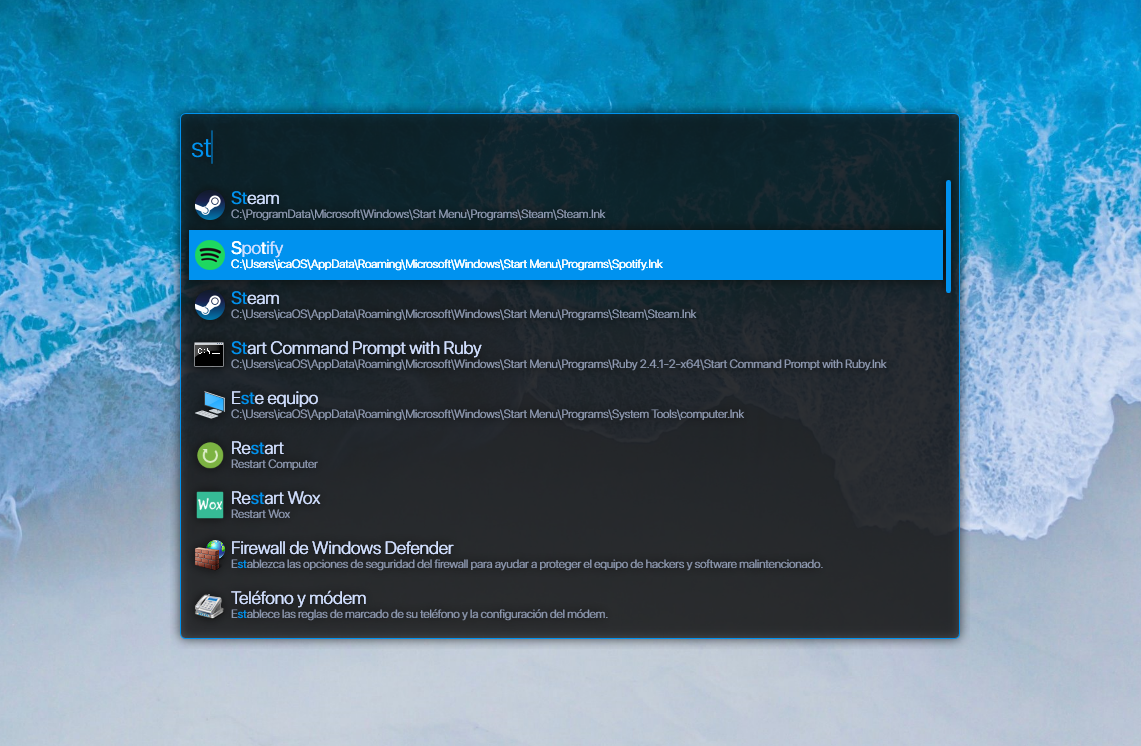 st
Steam
C:\ProgramData\Microsoft\Windows\Start Menu\Programs\Steam\Steam.lnk
Spotify
C:\Users\icaOS\AppData\Roaming\Microsoft\Windows\Start Menu\Programs\Spotify.lnk
Steam
C:\Users\icaOS\AppData\Roaming\Microsoft\Windows\Start Menu\Programs\Steam\Steam.lnk
C:\_
Start Command Prompt with Ruby
C:\Users\icaOS\AppData\Roaming\Microsoft\Windows\Start Menu\Programs\Ruby 2.4.1-2-x64\Start Command Prompt with Ruby.lnk
Este equipo
C:\Users\icaOS\AppData\Roaming\Microsoft\Windows\Start Menu\Programs\System Tools\computer.lnk
Restart
Restart Computer
Wox
Restart Wox
Restart Wox
Firewall de Windows Defender
Establezca las opciones de seguridad del firewall para ayudar a proteger el equipo de hackers y software malintencionado.
Teléfono y módem
Establece las reglas de marcado de su teléfono y la configuración del módem.